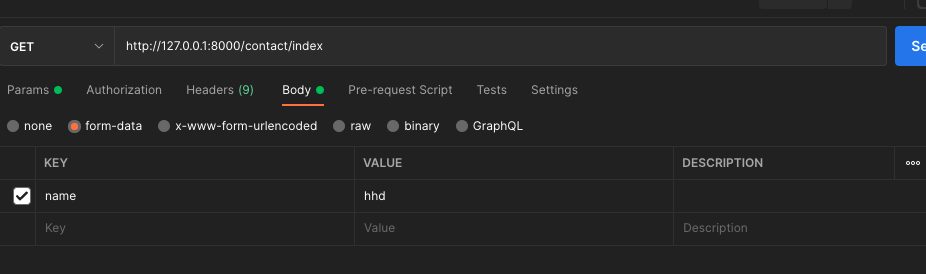 GET http://127.0.0.1:8000/contact/index Se
Params Authorization Headers (9) Body Pre-request Script Tests Settings
none form-data x-www-form-urlencoded raw binary GraphQL
KEY VALUE DESCRIPTION
name hhd
Key Value Description